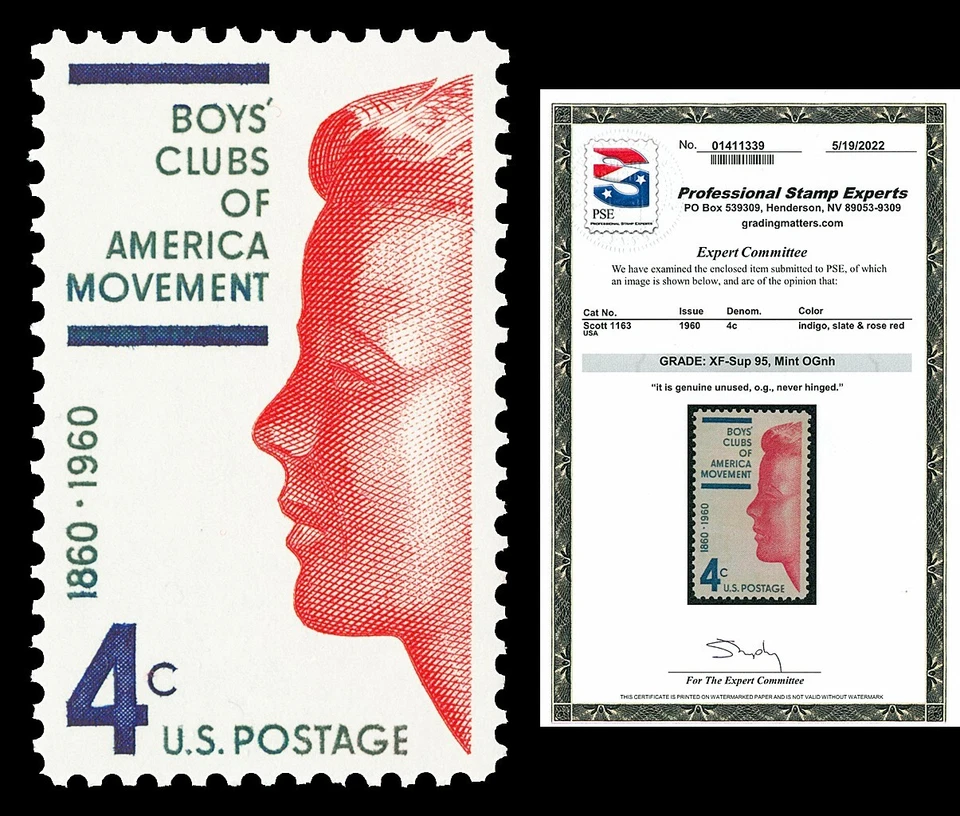 BOYS'
CLUBS
OF
AMERICA
MOVEMENT
1860 · 1960
4c
U.S. POSTAGE
No. 01411339 5/19/2022
PSE
PROFESSIONAL STAMP EXPERTS
Professional Stamp Experts
PO Box 539309, Henderson, NV 89053-9309
gradingmatters.com
Expert Committee
We have examined the enclosed item submitted to PSE, of which
an image is shown below, and are of the opinion that:
Cat No. Issue Denom. Color
Scott 1163 1960 4c indigo, slate & rose red
USA
GRADE: XF-Sup 95, Mint OGnh
“it is genuine unused, o.g., never hinged.”
BOYS'
CLUBS
OF
AMERICA
MOVEMENT
1860 · 1960
4c
U.S. POSTAGE
For The Expert Committee
THIS CERTIFICATE IS PRINTED ON WATERMARKED PAPER AND IS NOT VALID WITHOUT WATERMARK